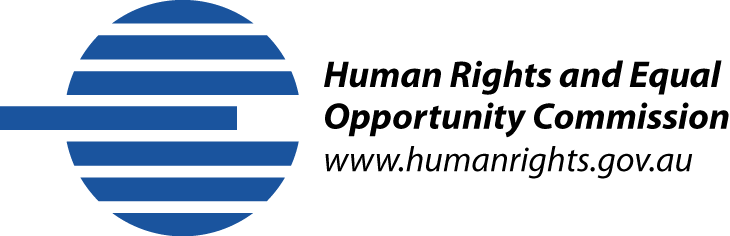 Human Rights and Equal
Opportunity Commission
www.humanrights.gov.au